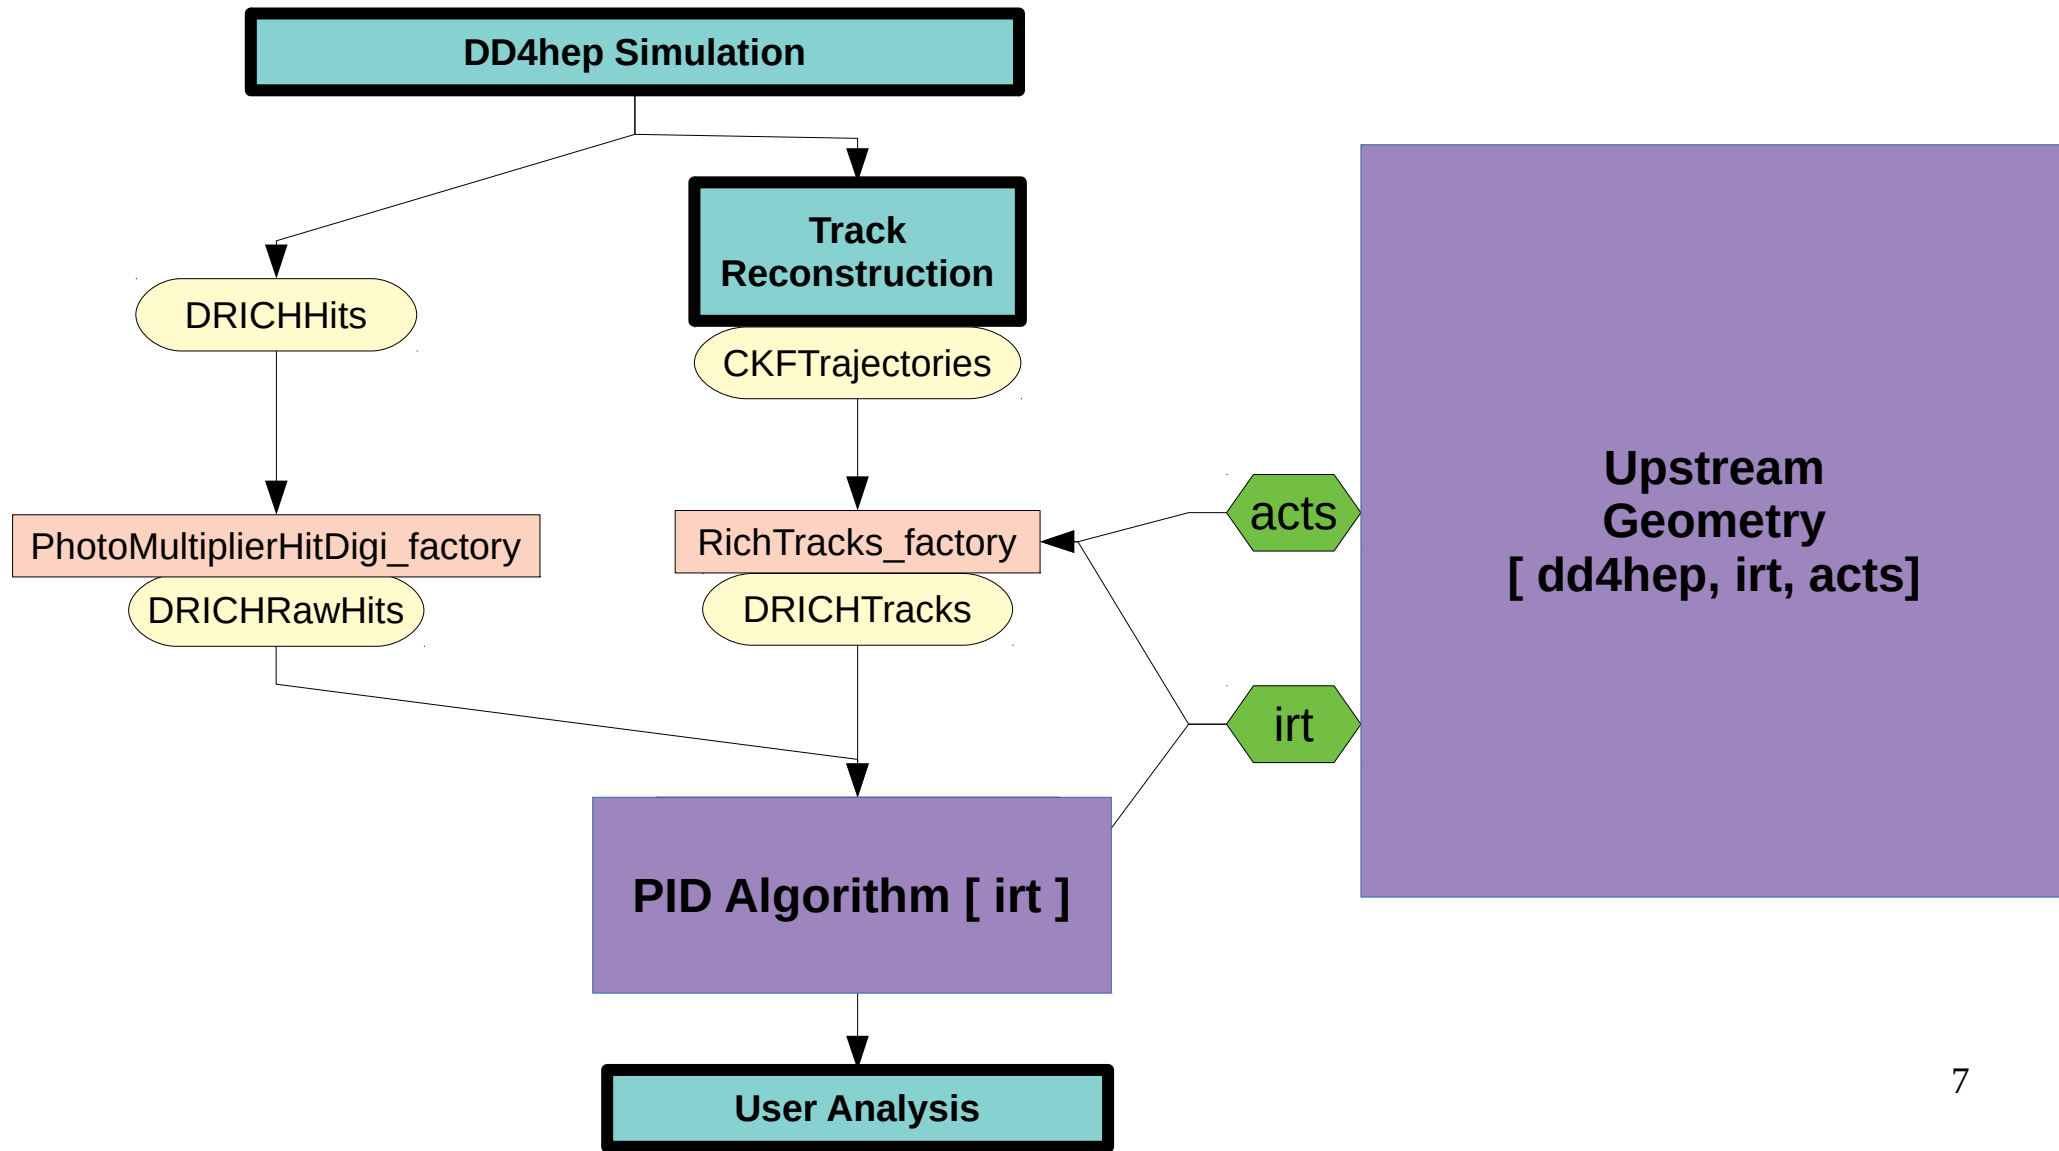 DD4hep Simulation
Track
Reconstruction
DRICHHits
CKFTrajectories
Upstream
Geometry
[ dd4hep, irt, acts]
acts
PhotoMultiplierHitDigi_factory
RichTracks_factory
DRICHRawHits
DRICHTracks
irt
PID Algorithm [ irt ]
User Analysis
7